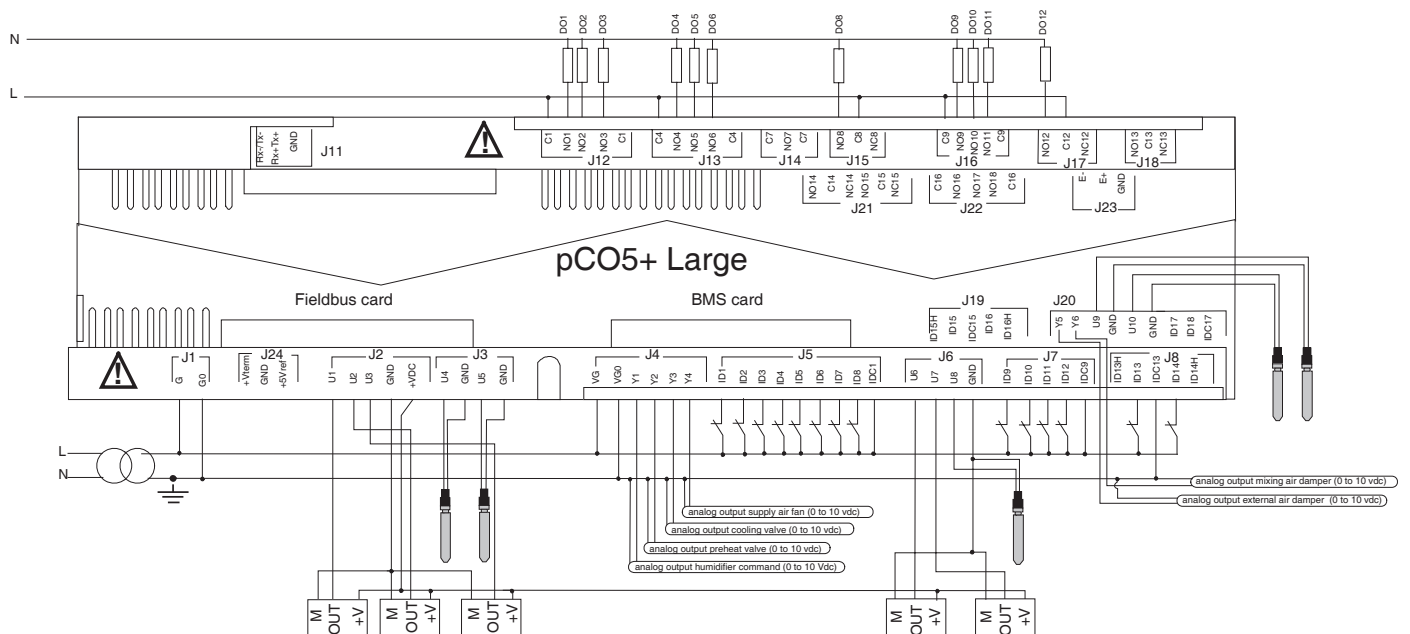 DO1 DO2 DO3 DO4 DO5 DO6 DO8 DO9 DO10 DO11 DO12
N
L
Rx-/Tx- Rx+Tx+ GND
J11
C1 NO1 NO2 NO3 C1
J12
C4 NO4 NO5 NO6 C4
J13
C7 NO7 C7
J14
NO8 C8 NC8
J15
C9 NO9 NO10 NO11 C9
J16
NO12 C12 NC12
J17
NO13 C13 NC13
J18
NO14 C14 NC14 NO15 C15 NC15
J21
C16 NO16 NO17 NO18 C16
J22
E- E+ GND
J23
pCO5+ Large
Fieldbus card
BMS card
J19
ID15H ID15 IDC15 ID16 ID16H
J20
Y5 Y6 U9 GND U10 GND ID17 ID18 IDC17
J1
G G0
J24
+Vterm GND +5Vref
J2
U1 U2 U3 GND +VDC
J3
U4 GND U5 GND
J4
VG VG0 Y1 Y2 Y3 Y4
J5
ID1 ID2 ID3 ID4 ID5 ID6 ID7 ID8 IDC1
J6
U6 U7 U8 GND
J7
ID9 ID10 ID11 ID12 IDC9
J8
ID13H ID13 IDC13 ID14 ID14H
L
N
analog output mixing air damper (0 to 10 vdc)
analog output external air damper (0 to 10 vdc)
analog output supply air fan (0 to 10 vdc)
analog output cooling valve (0 to 10 vdc)
analog output preheat valve (0 to 10 vdc)
analog output humidifier command (0 to 10 Vdc)
M OUT +V
M OUT +V
M OUT +V
M OUT +V
M OUT +V